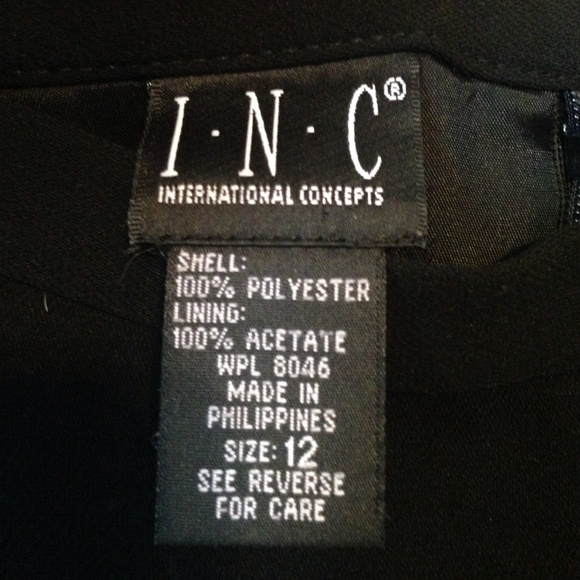 I·N·C®
INTERNATIONAL CONCEPTS
SHELL:
100% POLYESTER
LINING:
100% ACETATE
WPL 8046
MADE IN
PHILIPPINES
SIZE: 12
SEE REVERSE
FOR CARE